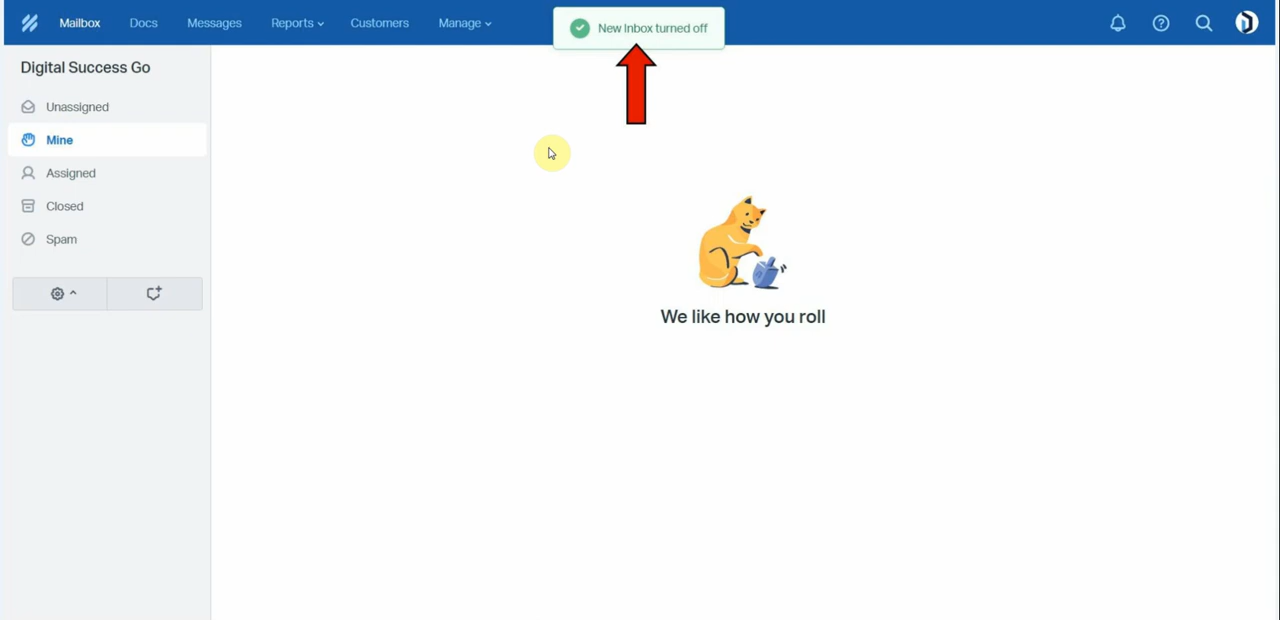 Mailbox Docs Messages Reports Customers Manage
New Inbox turned off
Digital Success Go
Unassigned
Mine
Assigned
Closed
Spam
We like how you roll